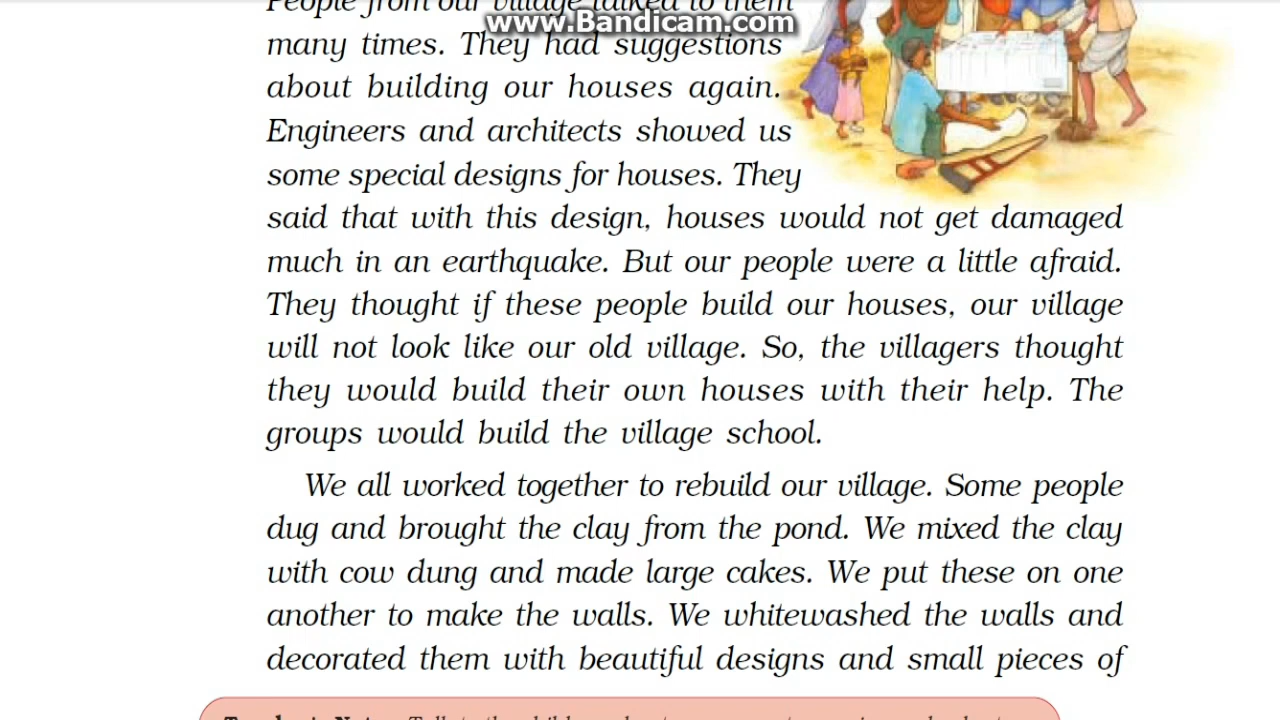 People from our village talked to them
www.Bandicam.com
many times. They had suggestions
about building our houses again.
Engineers and architects showed us
some special designs for houses. They
said that with this design, houses would not get damaged
much in an earthquake. But our people were a little afraid.
They thought if these people build our houses, our village
will not look like our old village. So, the villagers thought
they would build their own houses with their help. The
groups would build the village school.
We all worked together to rebuild our village. Some people
dug and brought the clay from the pond. We mixed the clay
with cow dung and made large cakes. We put these on one
another to make the walls. We whitewashed the walls and
decorated them with beautiful designs and small pieces of